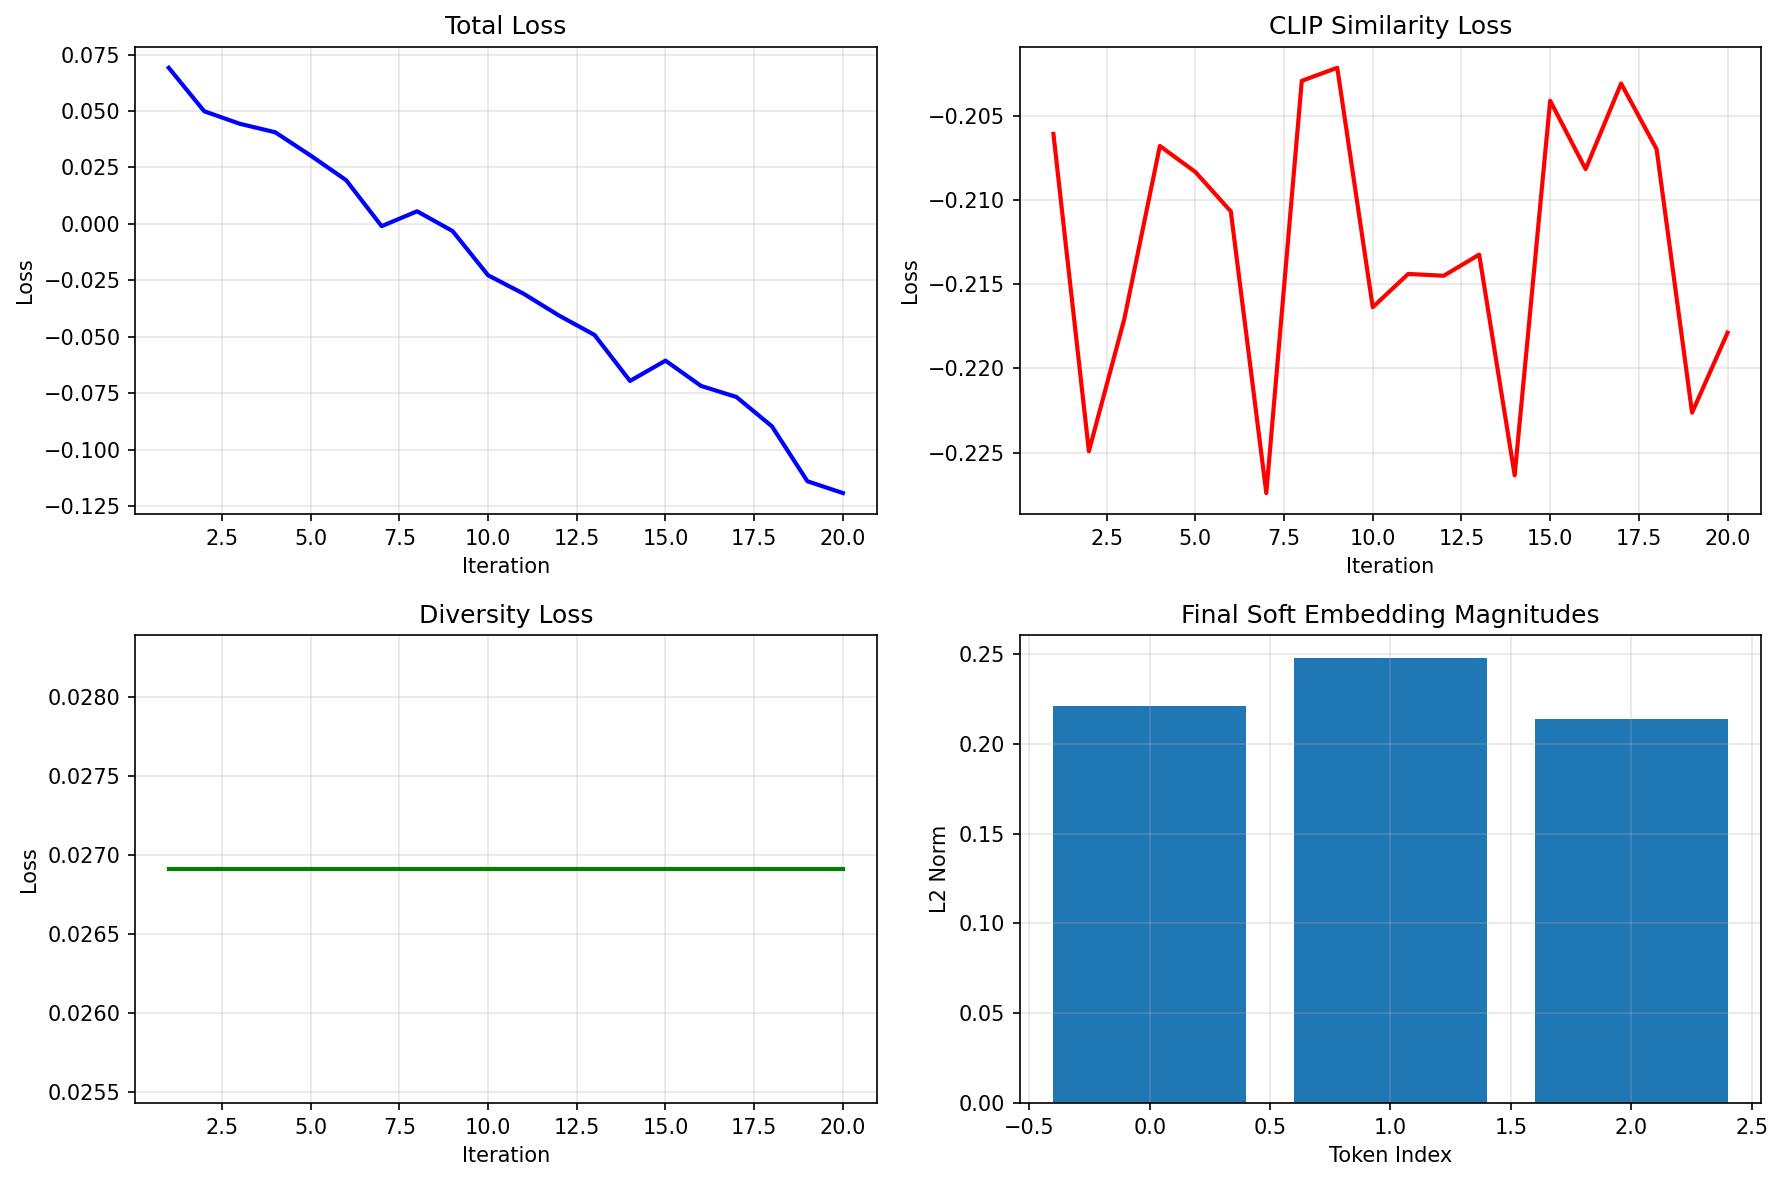 Total Loss
0.075
0.050
0.025
0.000
−0.025
−0.050
−0.075
−0.100
−0.125
Loss
2.5 5.0 7.5 10.0 12.5 15.0 17.5 20.0
Iteration
CLIP Similarity Loss
−0.205
−0.210
−0.215
−0.220
−0.225
Loss
2.5 5.0 7.5 10.0 12.5 15.0 17.5 20.0
Iteration
Diversity Loss
0.0280
0.0275
0.0270
0.0265
0.0260
0.0255
Loss
2.5 5.0 7.5 10.0 12.5 15.0 17.5 20.0
Iteration
Final Soft Embedding Magnitudes
0.25
0.20
0.15
0.10
0.05
0.00
L2 Norm
−0.5 0.0 0.5 1.0 1.5 2.0 2.5
Token Index